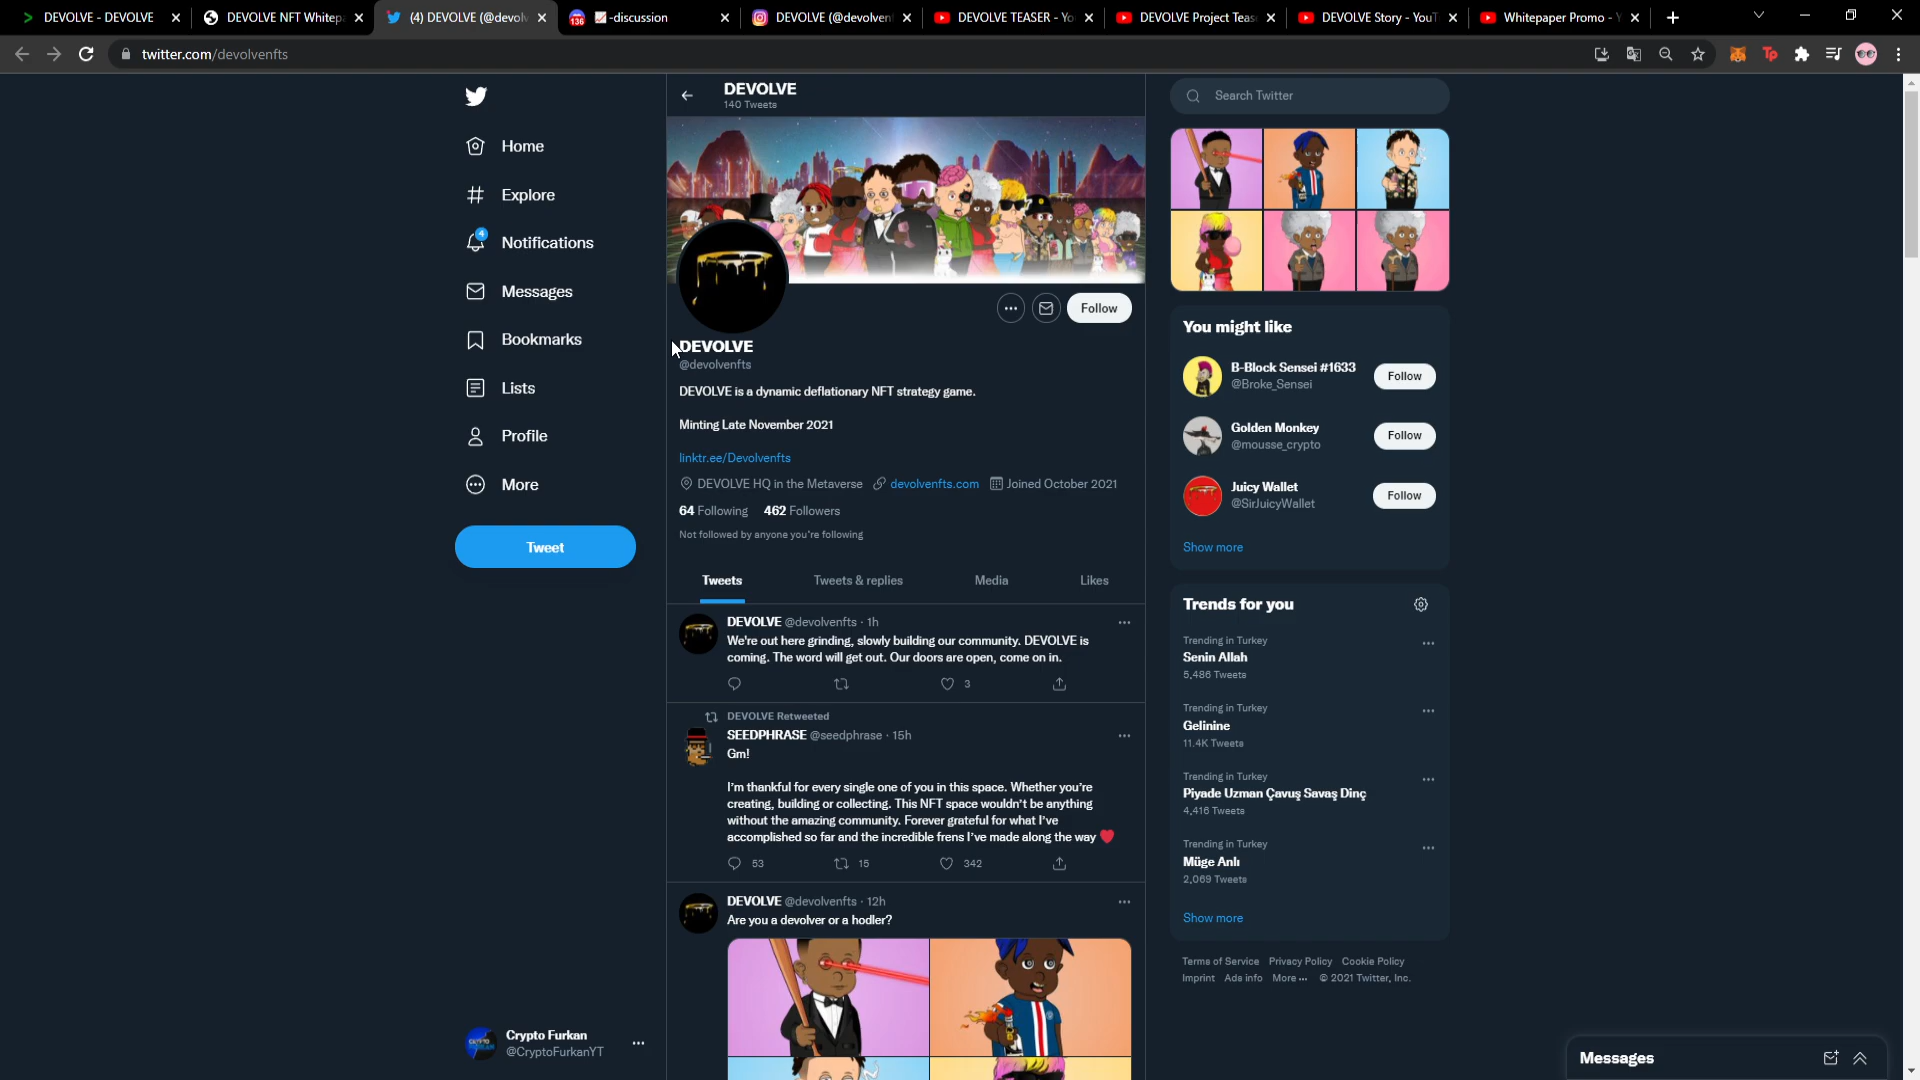 DEVOLVE - DEVOLVE
DEVOLVE NFT Whitep
(4) DEVOLVE (@devolv
136
-discussion
DEVOLVE (@devolven
DEVOLVE TEASER - Yo
DEVOLVE Project Teas
DEVOLVE Story - YouT
Whitepaper Promo - Y
twitter.com/devolvenfts
Home
Explore
4
Notifications
Messages
Bookmarks
Lists
Profile
More
Tweet
Crypto Furkan
@CryptoFurkanYT
DEVOLVE
140 Tweets
Follow
DEVOLVE
@devolvenfts
DEVOLVE is a dynamic deflationary NFT strategy game.
Minting Late November 2021
linktr.ee/Devolvenfts
DEVOLVE HQ in the Metaverse devolvenfts.com Joined October 2021
64 Following 462 Followers
Not followed by anyone you're following
Tweets Tweets & replies Media Likes
DEVOLVE @devolvenfts · 1h
We're out here grinding, slowly building our community. DEVOLVE is
coming. The word will get out. Our doors are open, come on in.
3
DEVOLVE Retweeted
SEEDPHRASE @seedphrase · 15h
Gm!
I'm thankful for every single one of you in this space. Whether you're
creating, building or collecting. This NFT space wouldn't be anything
without the amazing community. Forever grateful for what I've
accomplished so far and the incredible frens I've made along the way ❤️
53 15 342
DEVOLVE @devolvenfts · 12h
Are you a devolver or a hodler?
Search Twitter
You might like
B-Block Sensei #1633
@Broke_Sensei
Follow
Golden Monkey
@mousse_crypto
Follow
Juicy Wallet
@SirJuicyWallet
Follow
Show more
Trends for you
Trending in Turkey
Senin Allah
5,486 Tweets
Trending in Turkey
Gelinine
11.4K Tweets
Trending in Turkey
Piyade Uzman Çavuş Savaş Dinç
4,416 Tweets
Trending in Turkey
Müge Anlı
2,069 Tweets
Show more
Terms of Service Privacy Policy Cookie Policy
Imprint Ads info More ··· © 2021 Twitter, Inc.
Messages